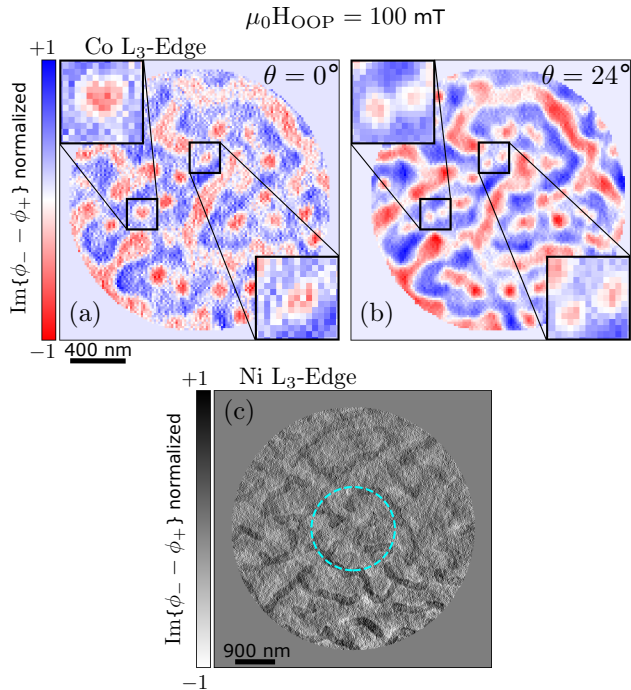 μ₀H_OOP = 100 mT
Co L₃-Edge
+1
θ = 0°
(a)
Im{ϕ₋ − ϕ₊} normalized
−1
400 nm
θ = 24°
(b)
Ni L₃-Edge
+1
(c)
Im{ϕ₋ − ϕ₊} normalized
900 nm
−1